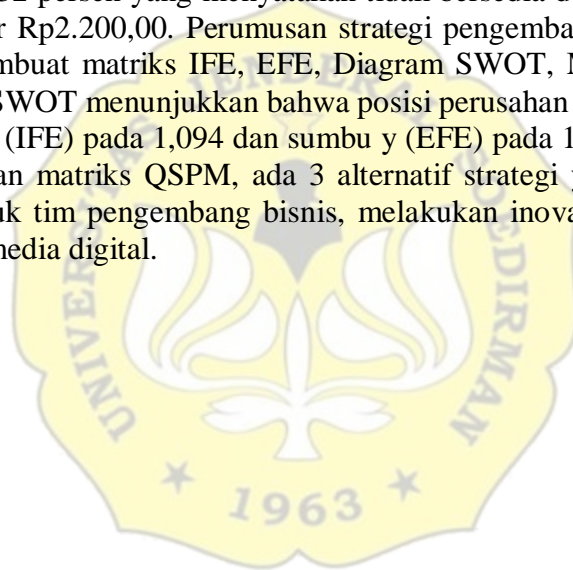 persen yang menyatakan tidak bersedia d
r Rp2.200,00. Perumusan strategi pengemba
mbuat matriks IFE, EFE, Diagram SWOT, M
SWOT menunjukkan bahwa posisi perusahan
(IFE) pada 1,094 dan sumbu y (EFE) pada 1
an matriks QSPM, ada 3 alternatif strategi y
uk tim pengembang bisnis, melakukan inova
media digital.
UNIVERSITAS JENDERAL SOEDIRMAN
1963